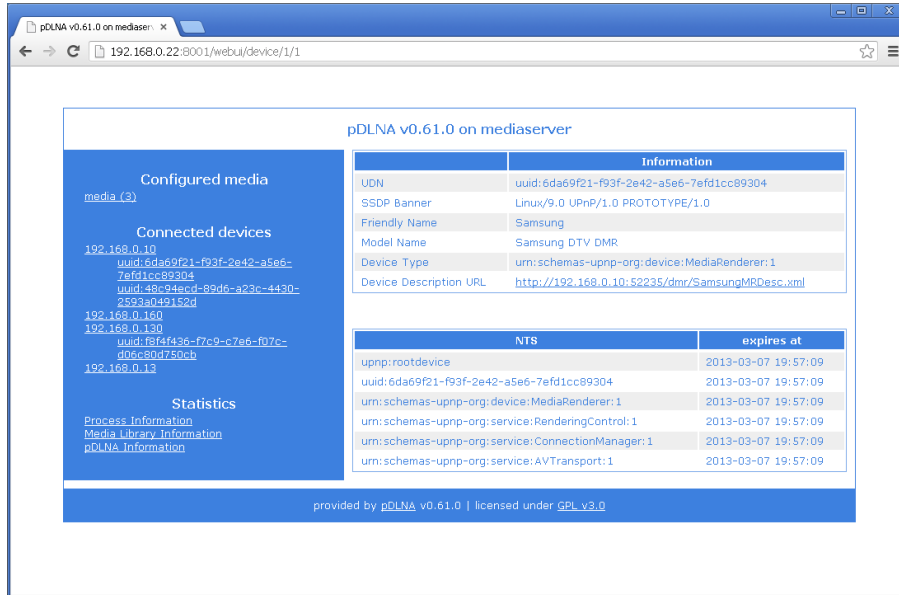 pDLNA v0.61.0 on mediaserv
192.168.0.22:8001/webui/device/1/1
pDLNA v0.61.0 on mediaserver
Configured media
media (3)
Connected devices
192.168.0.10
uuid:6da69f21-f93f-2e42-a5e6-
7efd1cc89304
uuid:48c94ecd-89d6-a23c-4430-
2593a049152d
192.168.0.160
192.168.0.130
uuid:f8f4f436-f7c9-c7e6-f07c-
d06c80d750cb
192.168.0.13
Statistics
Process Information
Media Library Information
pDLNA Information
Information
UDN uuid:6da69f21-f93f-2e42-a5e6-7efd1cc89304
SSDP Banner Linux/9.0 UPnP/1.0 PROTOTYPE/1.0
Friendly Name Samsung
Model Name Samsung DTV DMR
Device Type urn:schemas-upnp-org:device:MediaRenderer:1
Device Description URL http://192.168.0.10:52235/dmr/SamsungMRDesc.xml
NTS expires at
upnp:rootdevice 2013-03-07 19:57:09
uuid:6da69f21-f93f-2e42-a5e6-7efd1cc89304 2013-03-07 19:57:09
urn:schemas-upnp-org:device:MediaRenderer:1 2013-03-07 19:57:09
urn:schemas-upnp-org:service:RenderingControl:1 2013-03-07 19:57:09
urn:schemas-upnp-org:service:ConnectionManager:1 2013-03-07 19:57:09
urn:schemas-upnp-org:service:AVTransport:1 2013-03-07 19:57:09
provided by pDLNA v0.61.0 | licensed under GPL v3.0